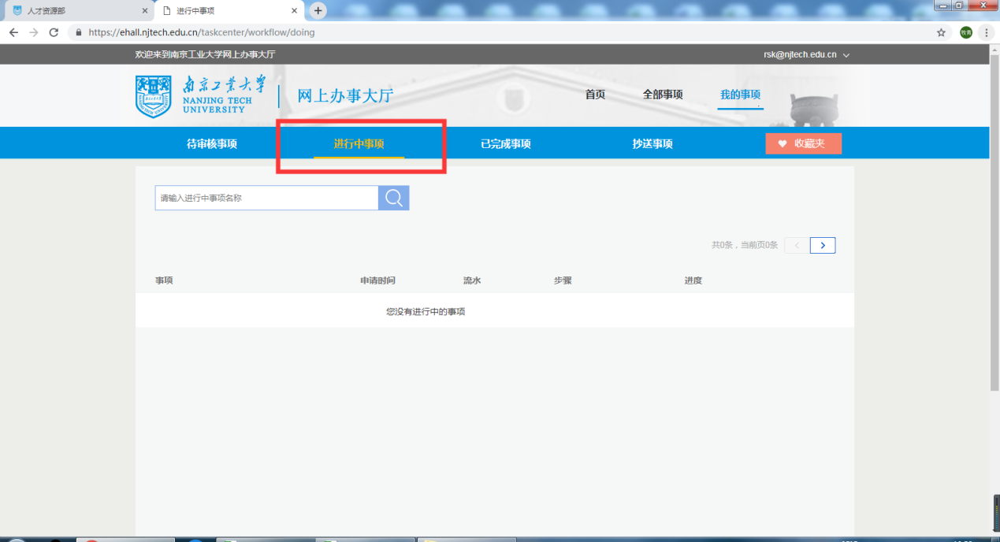 人才资源部
进行中事项
https://ehall.njtech.edu.cn/taskcenter/workflow/doing
牧青
欢迎来到南京工业大学网上办事大厅
rsk@njtech.edu.cn
南京工业大学
NANJING TECH
UNIVERSITY
网上办事大厅
首页
全部事项
我的事项
待审核事项
进行中事项
已完成事项
抄送事项
收藏夹
请输入进行中事项名称
共0条，当前页0条
事项
申请时间
流水
步骤
进度
您没有进行中的事项